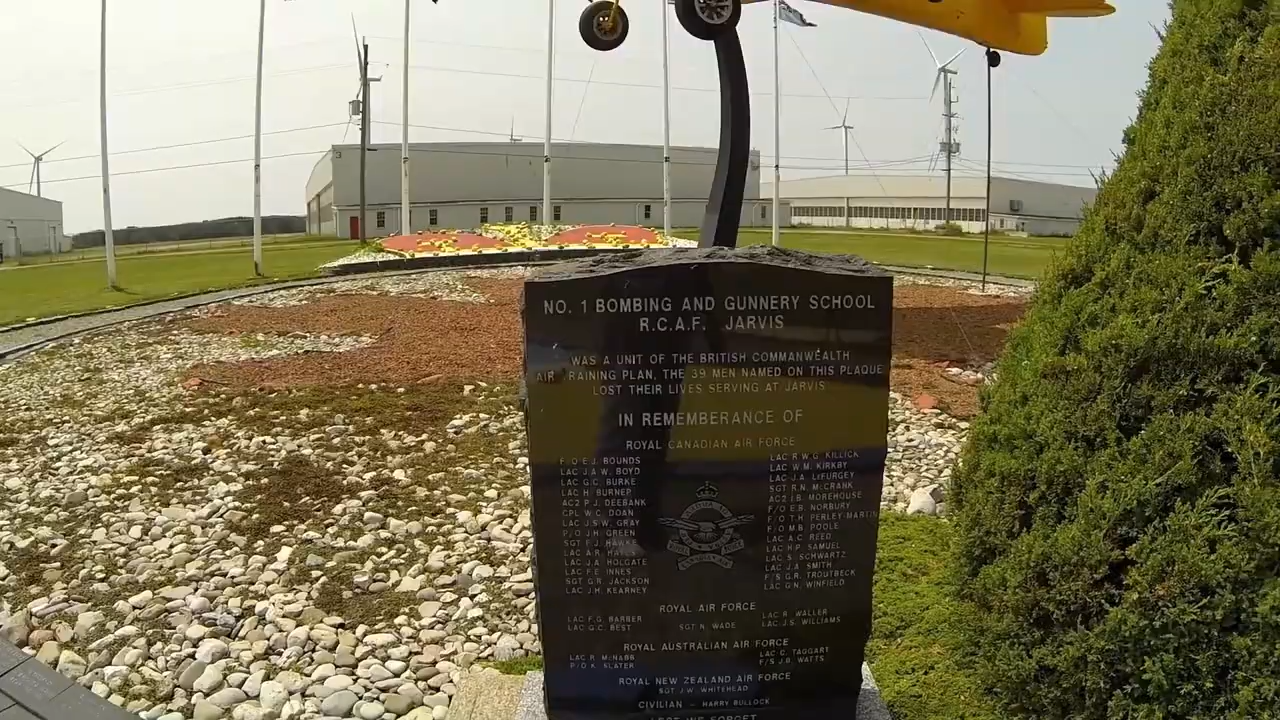 NO. 1 BOMBING AND GUNNERY SCHOOL
R.C.A.F. JARVIS
WAS A UNIT OF THE BRITISH COMMONWEALTH
AIR RAINING PLAN, THE 39 MEN NAMED ON THIS PLAQUE
LOST THEIR LIVES SERVING AT JARVIS
IN REMEMBERANCE OF
ROYAL CANADIAN AIR FORCE
F/O E.J. BOUNDS
LAC J.A.W. BOYD
LAC G.C. BURKE
LAC H. BURNEP
AC2 P.J. DEEBANK
CPL W.C. DOAN
LAC J.S.W. GRAY
P/O J.H. GREEN
SGT E.J. HAWKE
LAC A.R.
LAC J.A. HOLGATE
LAC F.E. INNES
SGT G.R. JACKSON
LAC J.H. KEARNEY
LAC R.W.G. KILLICK
LAC W.M. KIRKBY
LAC J.A. LIFURGEY
SGT R.N. McCRANK
AC2 I.B. MOREHOUSE
F/O E.B. NORBURY
F/O T.H. PERLEY-MARTIN
F/O M.B. POOLE
LAC A.C. REED
LAC H.P. SAMUEL
LAC S. SCHWARTZ
LAC J.A. SMITH
F/S G.R. TROUTBECK
LAC G.N. WINFIELD
ROYAL AIR FORCE
LAC F.G. BARBER
LAC G.C. BEST
SGT N. WADE
LAC R. WALLER
LAC J.S. WILLIAMS
ROYAL AUSTRALIAN AIR FORCE
LAC R. McNABB
P/O K. SLATER
LAC C. TAGGART
F/S J.G. WATTS
ROYAL NEW ZEALAND AIR FORCE
SGT J.W. WHITEHEAD
CIVILIAN - HARRY BULLOCK
LEST WE FORGET
3